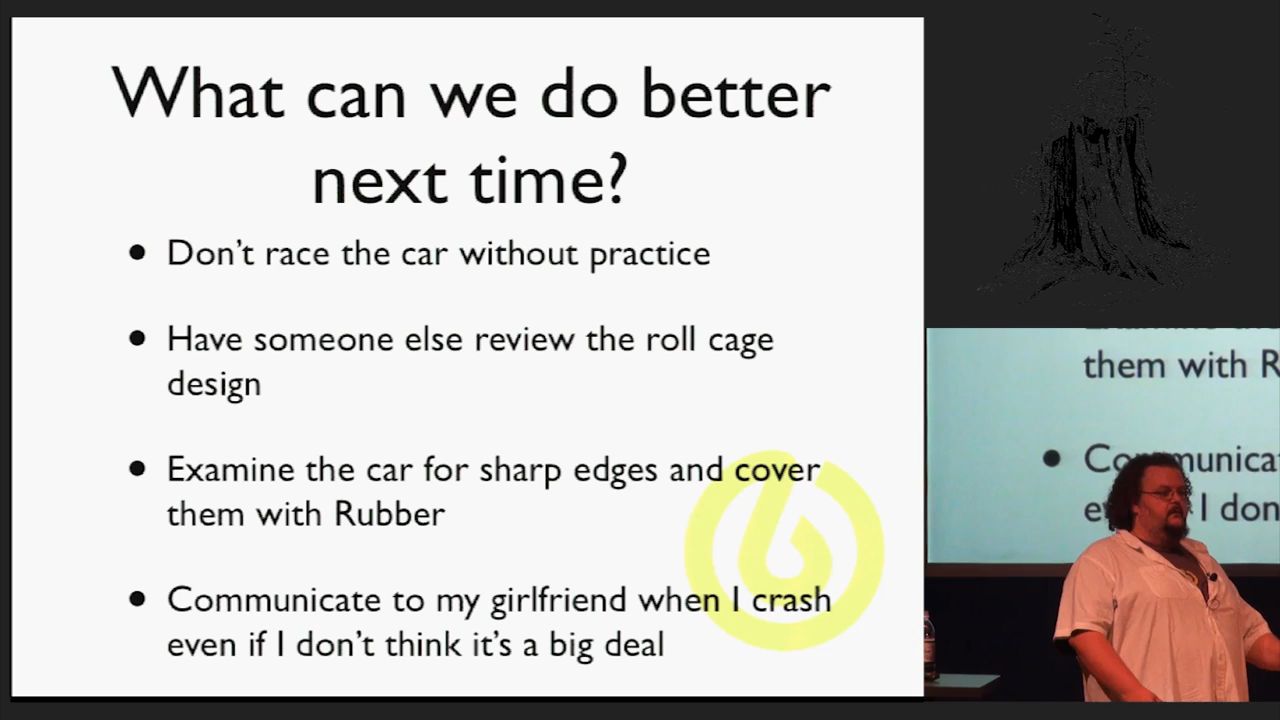 What can we do better
next time?
• Don't race the car without practice
• Have someone else review the roll cage
design
• Examine the car for sharp edges and cover
them with Rubber
• Communicate to my girlfriend when I crash
even if I don't think it's a big deal
them with R
• Communica
I don